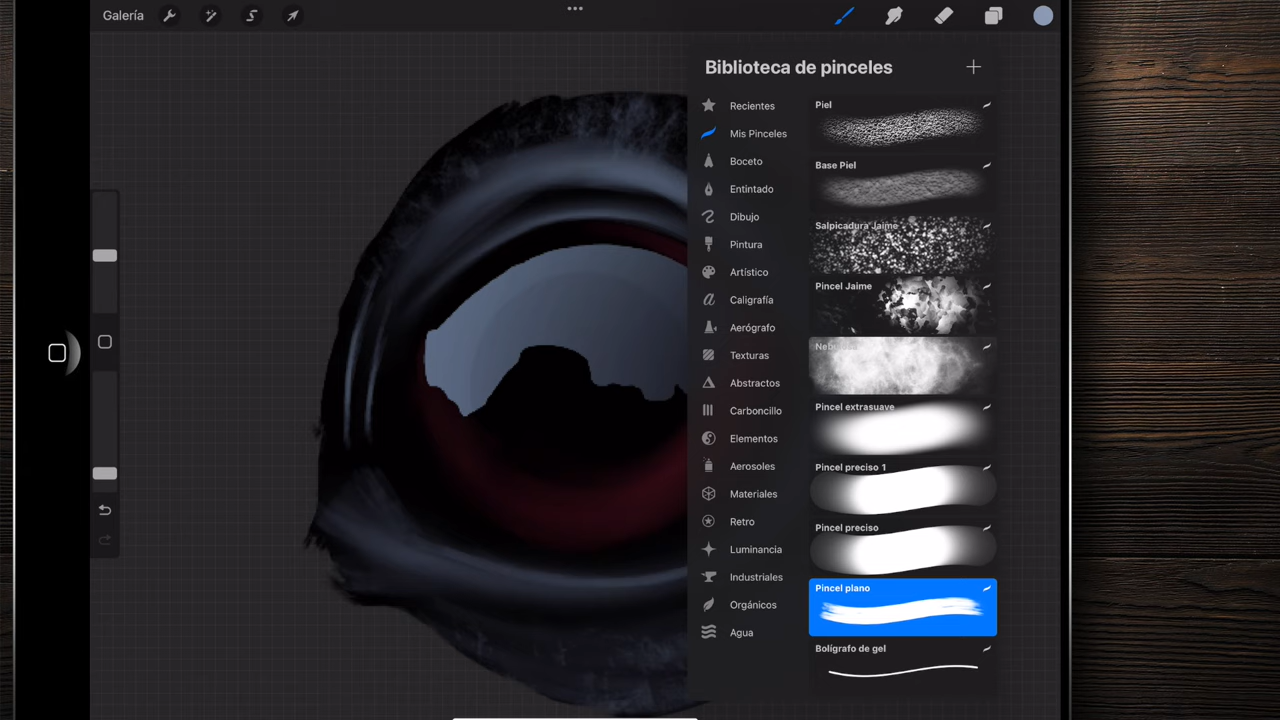 Galería
Biblioteca de pinceles
Recientes
Mis Pinceles
Boceto
Entintado
Dibujo
Pintura
Artístico
Caligrafía
Aerógrafo
Texturas
Abstractos
Carboncillo
Elementos
Aerosoles
Materiales
Retro
Luminancia
Industriales
Orgánicos
Agua
Piel
Base Piel
Salpicadura Jaime
Pincel Jaime
Pincel extrasuave
Pincel preciso 1
Pincel preciso
Pincel plano
Bolígrafo de gel